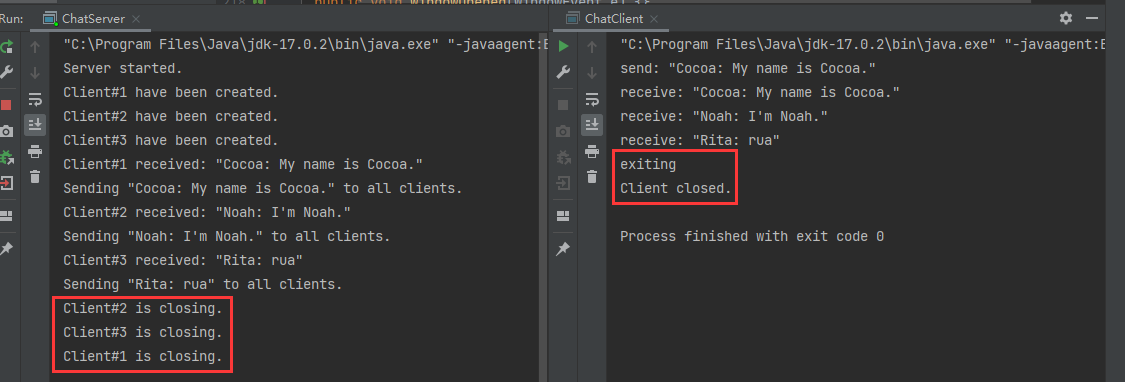 218
public void windowOpened(WindowEvent e) {}
Run:
ChatServer
"C:\Program Files\Java\jdk-17.0.2\bin\java.exe" "-javaagent:
Server started.
Client#1 have been created.
Client#2 have been created.
Client#3 have been created.
Client#1 received: "Cocoa: My name is Cocoa."
Sending "Cocoa: My name is Cocoa." to all clients.
Client#2 received: "Noah: I'm Noah."
Sending "Noah: I'm Noah." to all clients.
Client#3 received: "Rita: rua"
Sending "Rita: rua" to all clients.
Client#2 is closing.
Client#3 is closing.
Client#1 is closing.
ChatClient
"C:\Program Files\Java\jdk-17.0.2\bin\java.exe" "-javaagent:
send: "Cocoa: My name is Cocoa."
receive: "Cocoa: My name is Cocoa."
receive: "Noah: I'm Noah."
receive: "Rita: rua"
exiting
Client closed.
Process finished with exit code 0